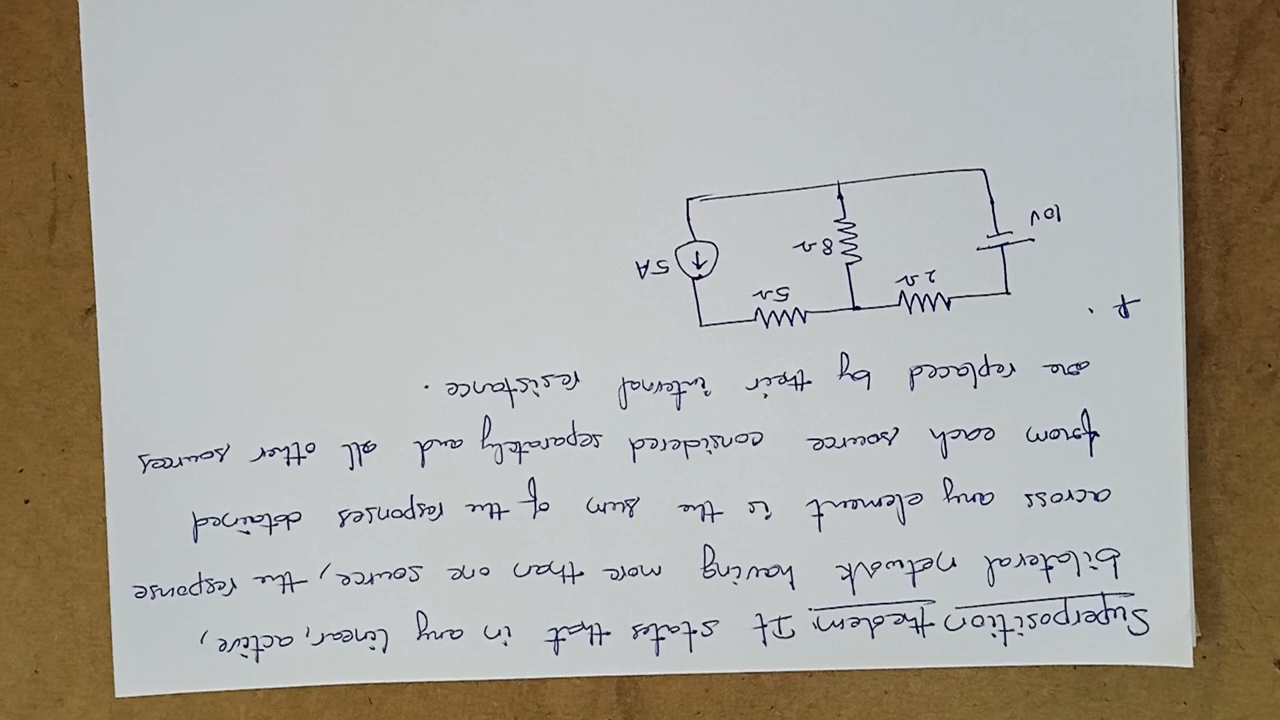 Superposition theorem. It states that in any linear, active,
bilateral network having more than one source, the response
across any element is the sum of the responses obtained
from each source considered separately and all other sources
are replaced by their internal resistance.
2Ω 5Ω
10V 8Ω 5A